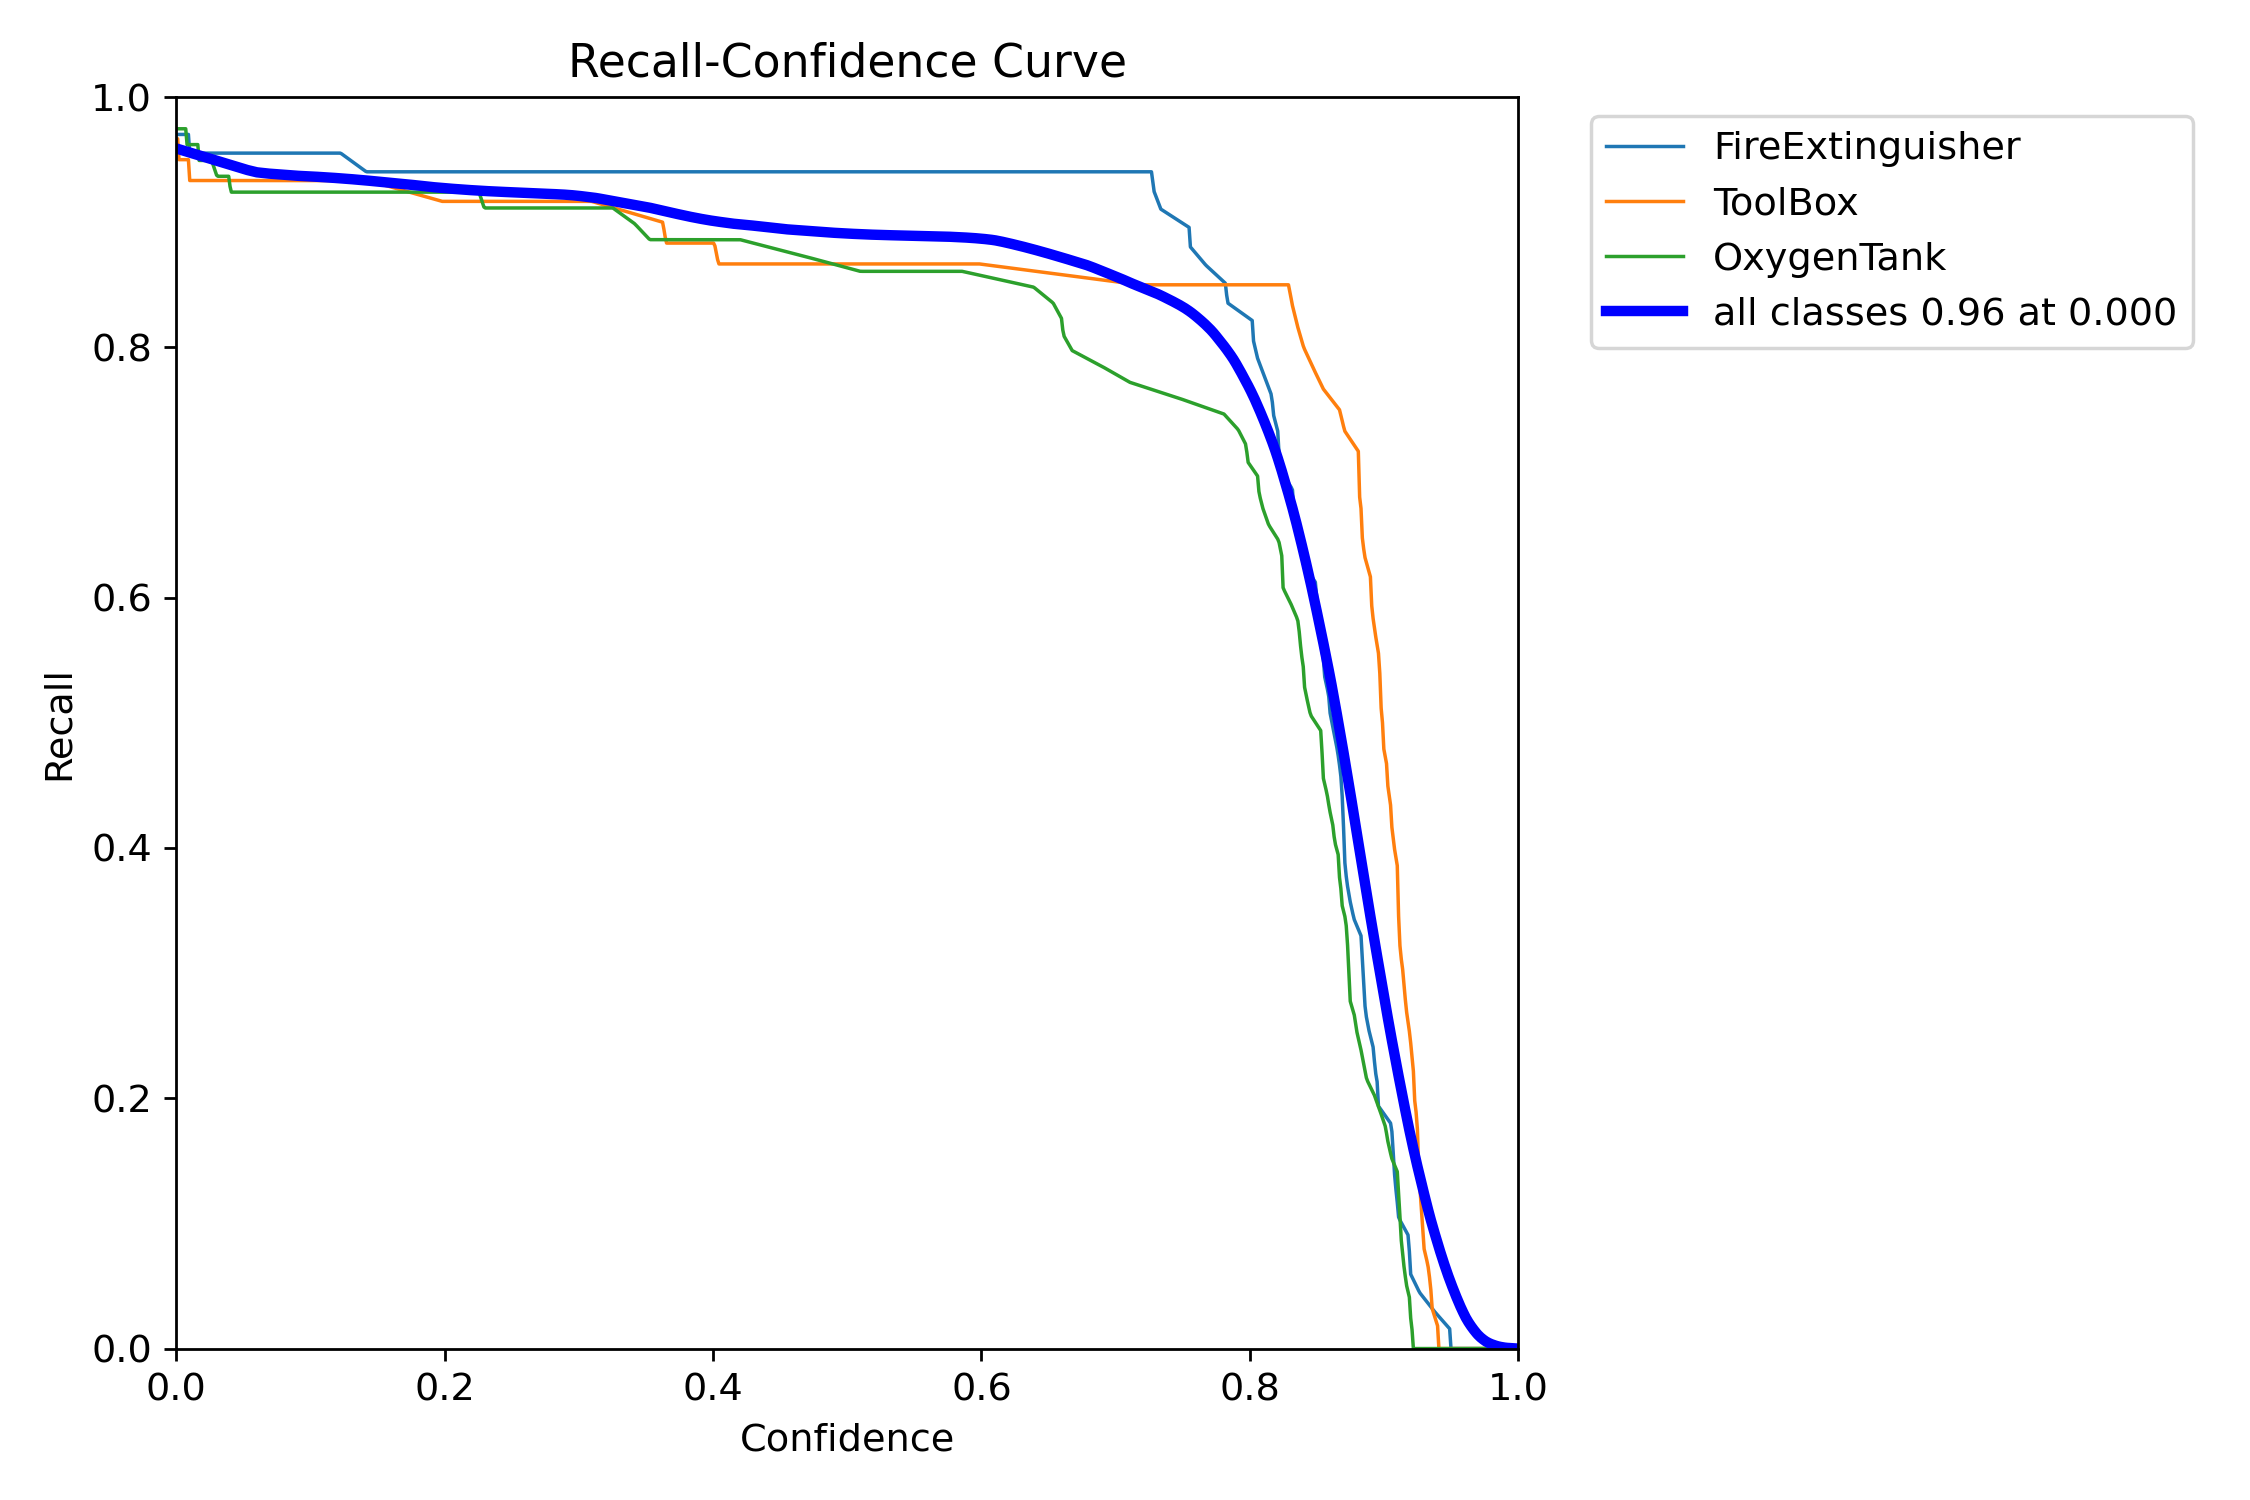 Recall-Confidence Curve
1.0
0.8
0.6
0.4
0.2
0.0
Recall
0.0 0.2 0.4 0.6 0.8 1.0
Confidence
FireExtinguisher
ToolBox
OxygenTank
all classes 0.96 at 0.000